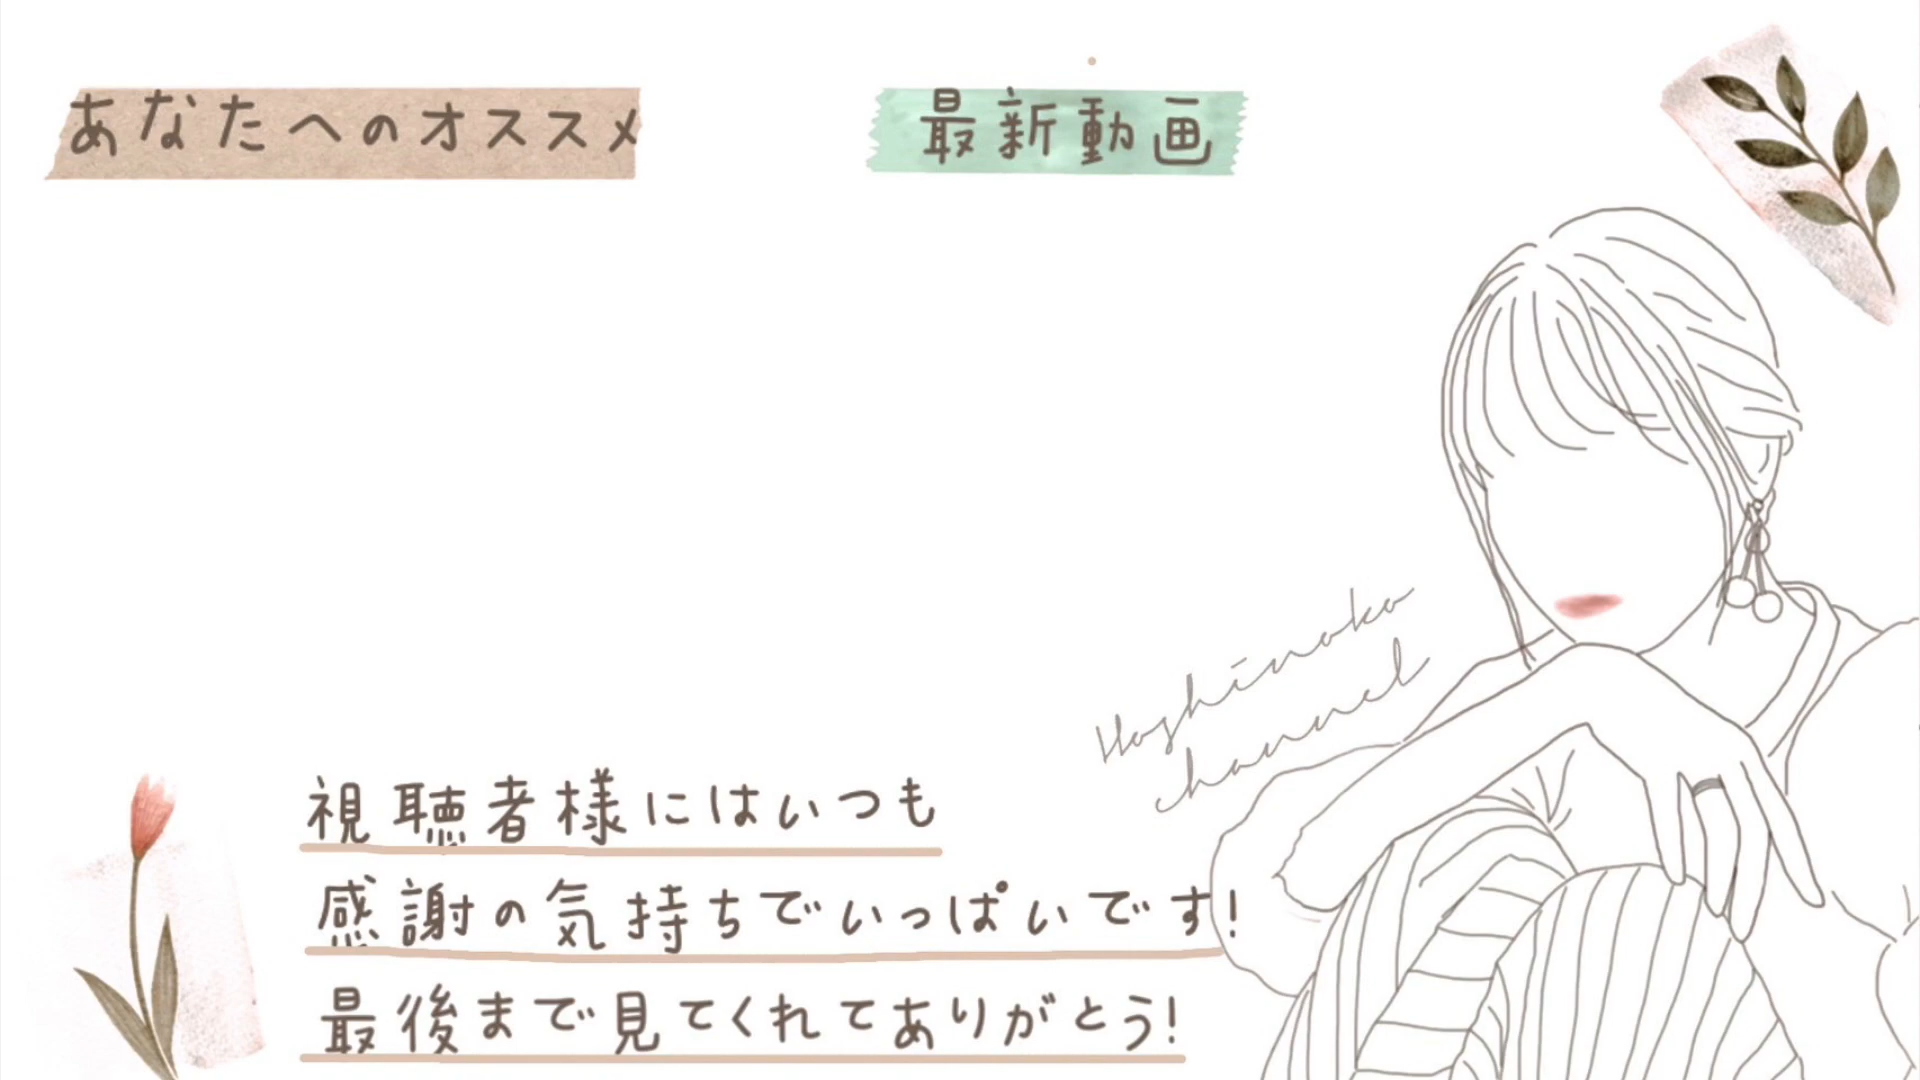 あなたへのオススメ
最新動画
Hoshinoko
channel
視聴者様にはいつも
感謝の気持ちでいっぱいです!
最後まで見てくれてありがとう!